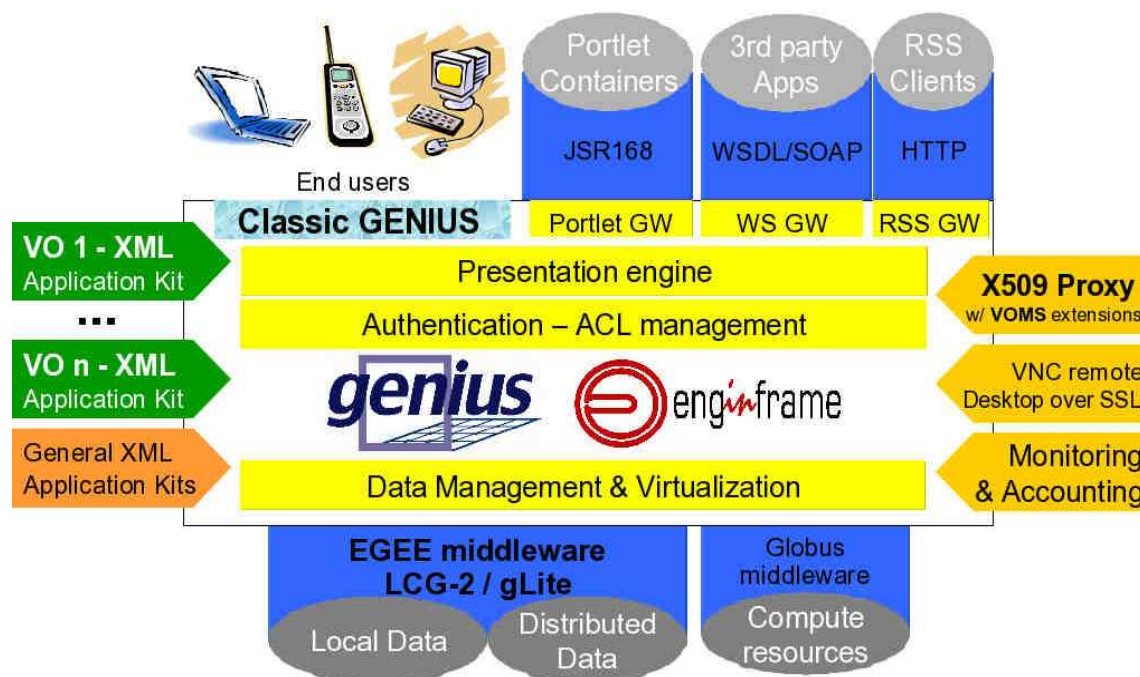 Portlet
Containers
3rd party
Apps
RSS
Clients
JSR168
WSDL/SOAP
HTTP
End users
Classic GENIUS
Portlet GW
WS GW
RSS GW
VO 1 - XML
Application Kit
...
VO n - XML
Application Kit
General XML
Application Kits
Presentation engine
Authentication – ACL management
genius
enginframe
Data Management & Virtualization
X509 Proxy
w/ VOMS extensions
VNC remote
Desktop over SSL
Monitoring
& Accounting
EGEE middleware
LCG-2 / gLite
Globus
middleware
Local Data
Distributed
Data
Compute
resources